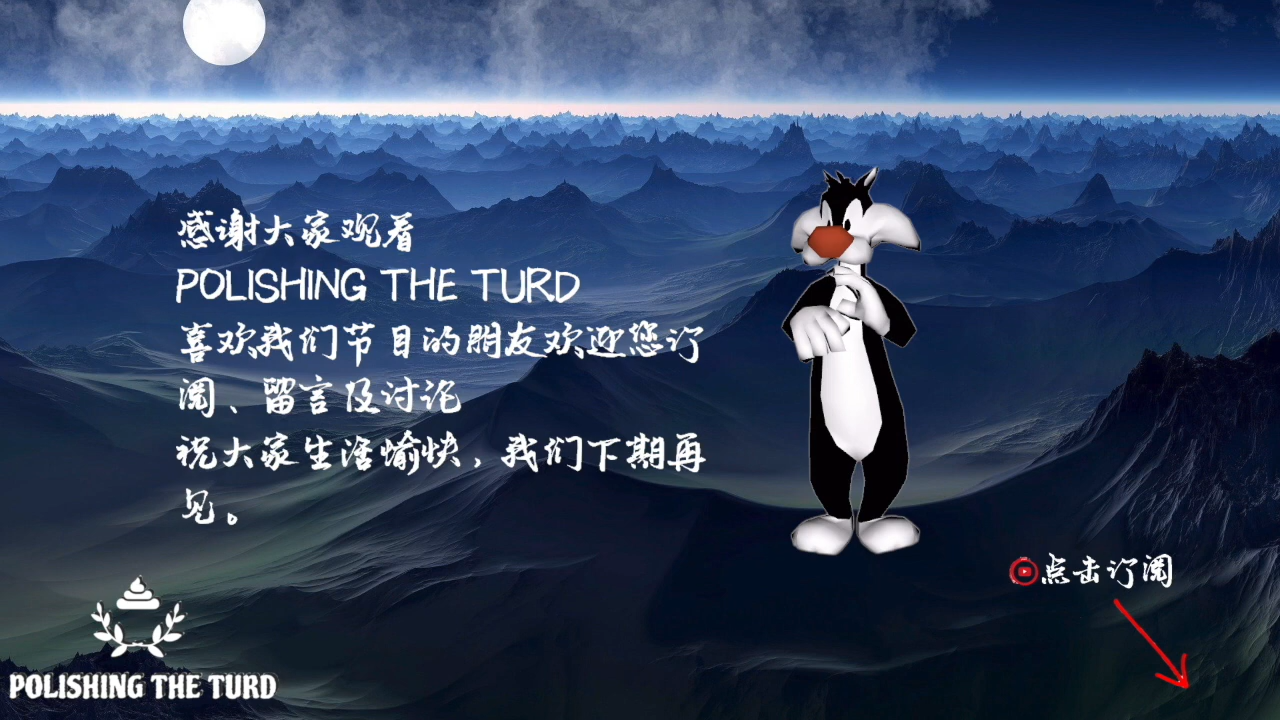 感谢大家观看
POLISHING THE TURD
喜欢我们节目的朋友欢迎您订
阅、留言及讨论
祝大家生活愉快，我们下期再
见。
点击订阅
POLISHING THE TURD